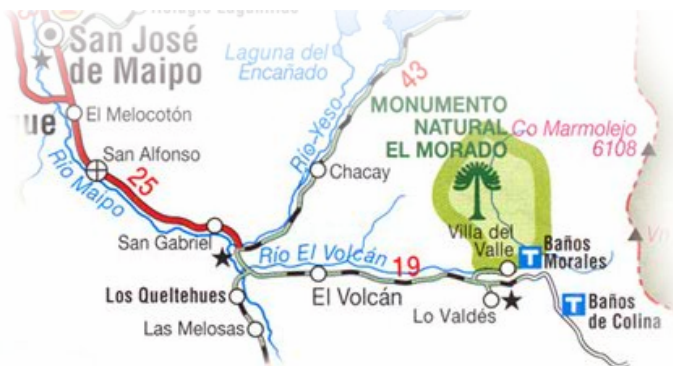 San José
de Maipo
Laguna del
Encañado
43
El Melocotón
MONUMENTO
NATURAL
EL MORADO
Co Marmolejo
6108
Río Yeso
San Alfonso
Chacay
Río Maipo
25
San Gabriel
Villa del
Valle
T
Baños
Morales
Río El Volcán
19
Los Queltehues
El Volcán
Lo Valdés
T
Baños
de Colina
Las Melosas